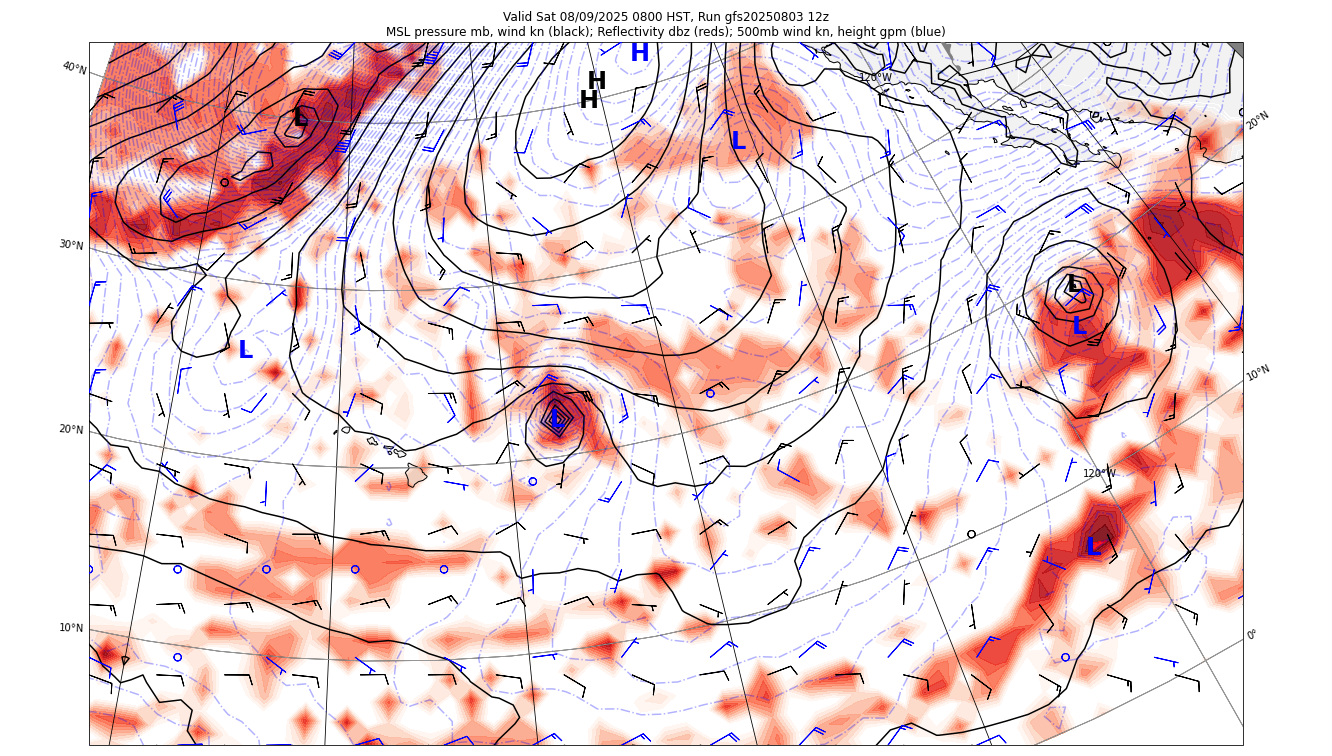 Valid Sat 08/09/2025 0800 HST, Run gfs20250803 12z
MSL pressure mb, wind kn (black); Reflectivity dbz (reds); 500mb wind kn, height gpm (blue)
H
40°N
120°W
H
H
L
20°N
L
30°N
L
L
L
10°N
20°N
L
120°W
L
10°N
0°